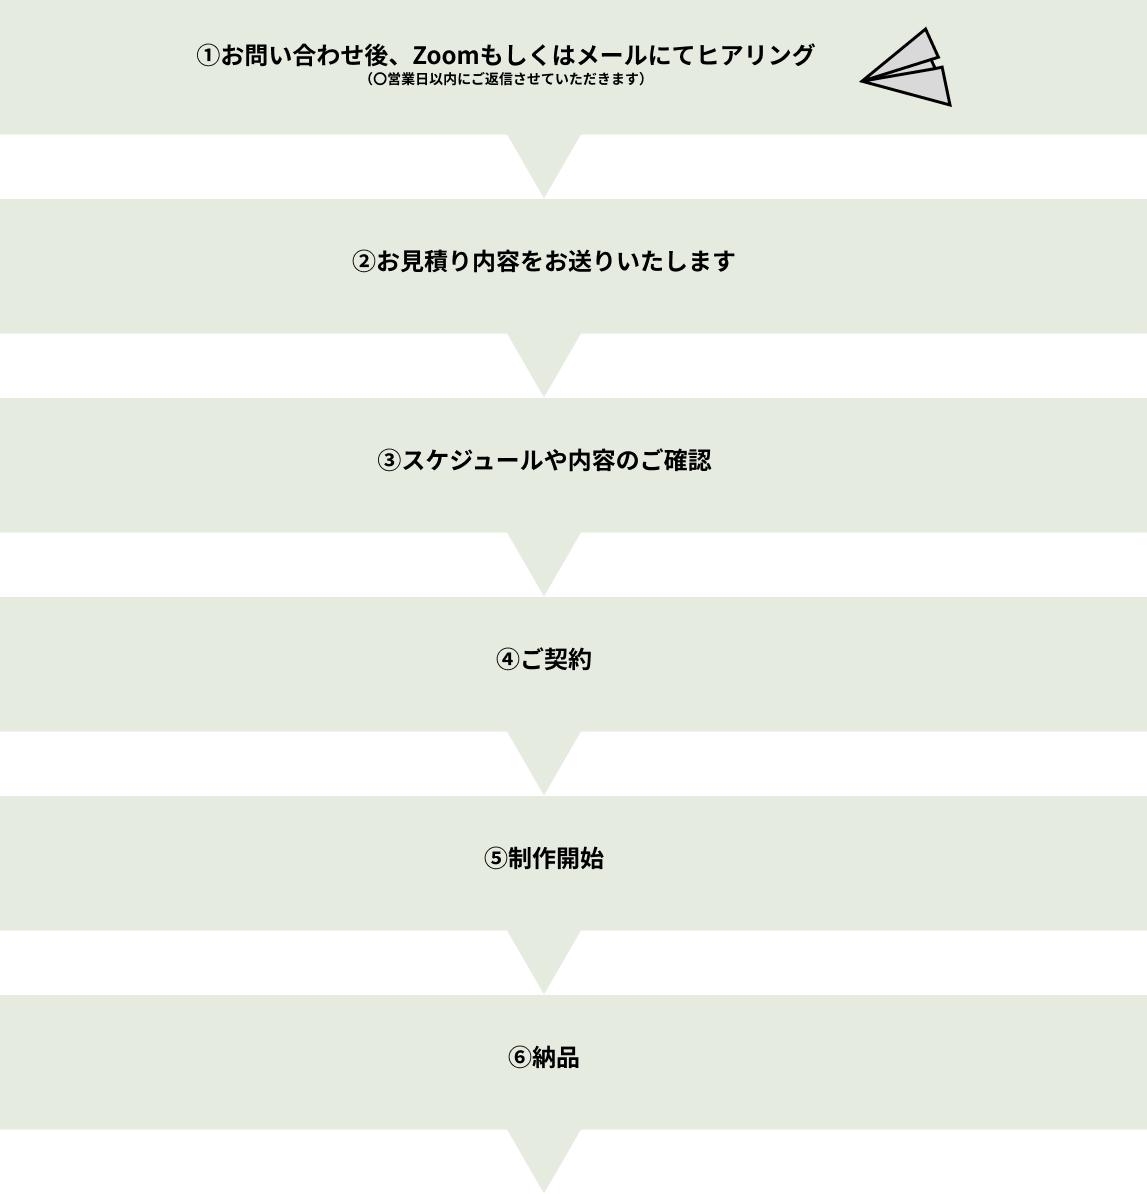 ①お問い合わせ後、Zoomもしくはメールにてヒアリング
（〇営業日以内にご返信させていただきます）
②お見積り内容をお送りいたします
③スケジュールや内容のご確認
④ご契約
⑤制作開始
⑥納品